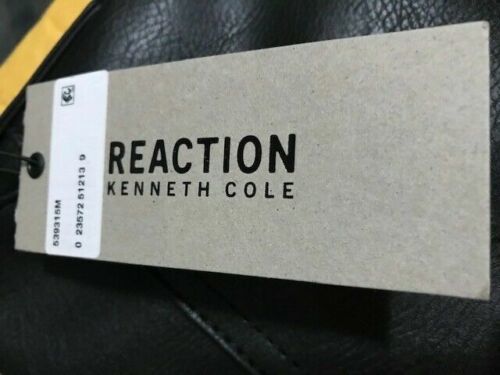 REACTION
KENNETH COLE
539315M
0 23572 51213 9